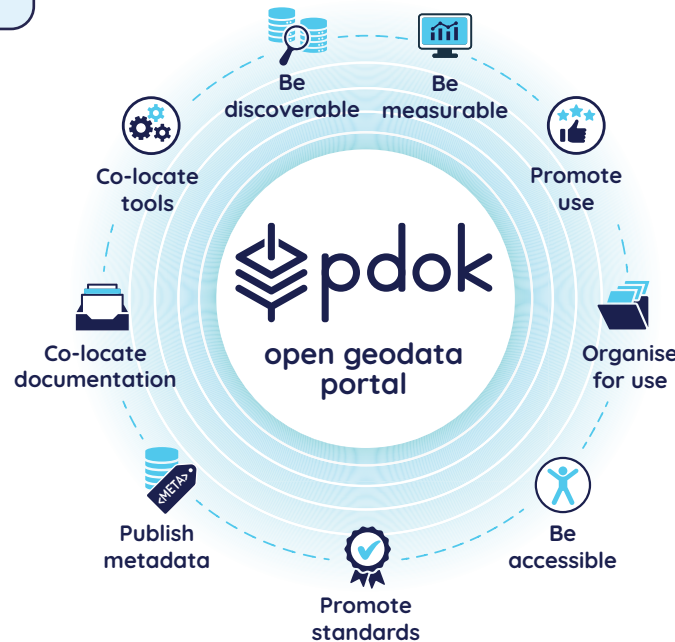 Be
discoverable
Be
measurable
Co-locate
tools
Promote
use
pdok
open geodata
portal
Co-locate
documentation
Organise
for use
<META>
Publish
metadata
Be
accessible
Promote
standards